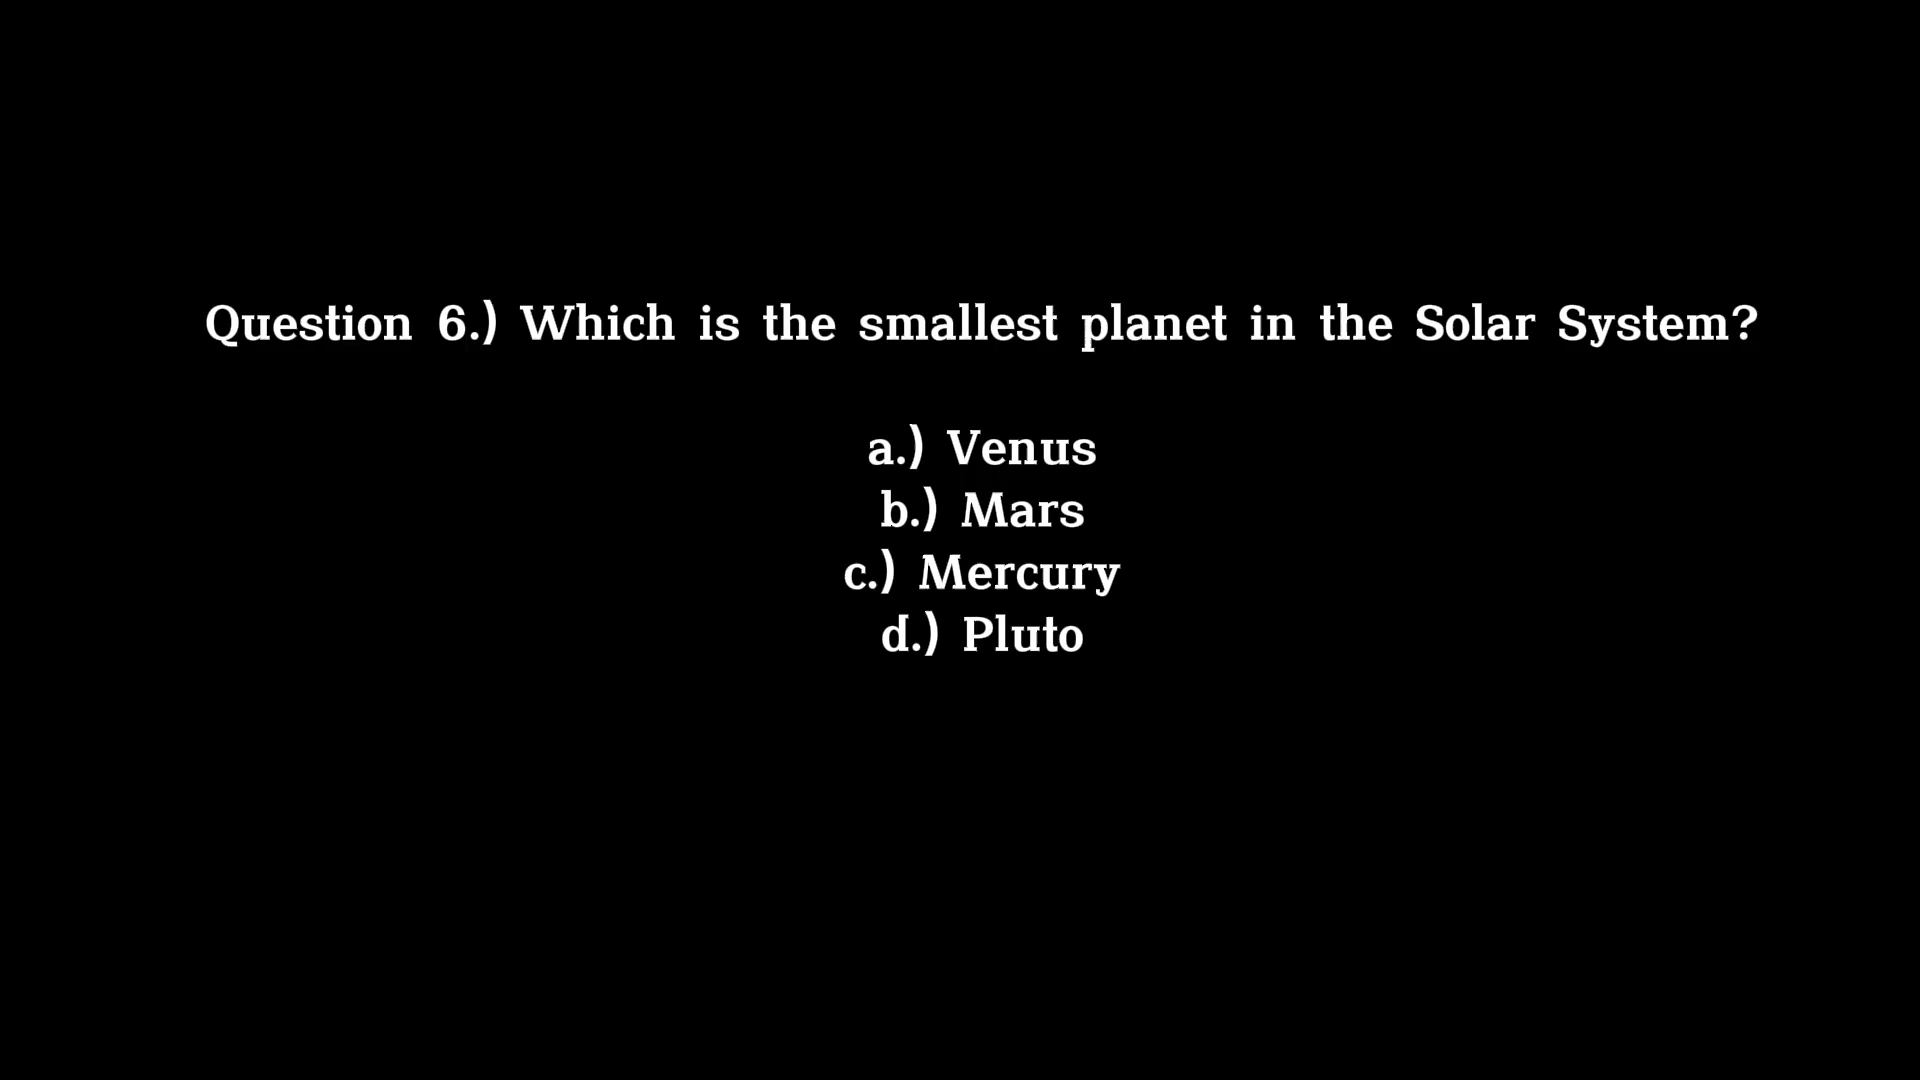 Question 6.) Which is the smallest planet in the Solar System?
a.) Venus
b.) Mars
c.) Mercury
d.) Pluto